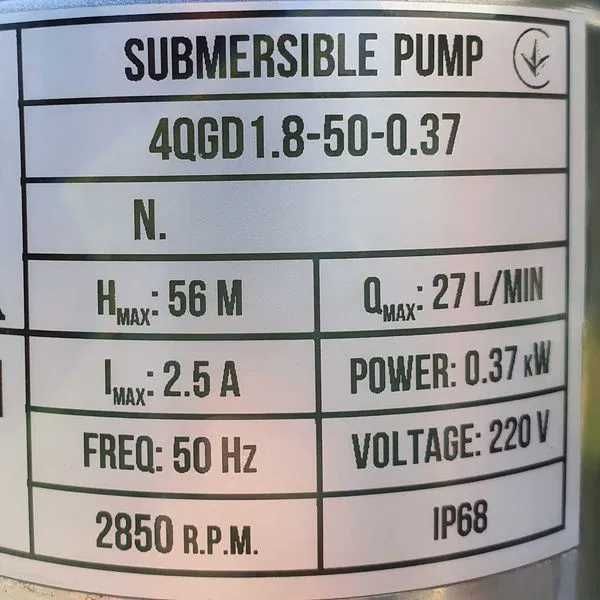 SUBMERSIBLE PUMP
4QGD1.8-50-0.37
N.
HMAX: 56 M
QMAX: 27 L/MIN
IMAX: 2.5 A
POWER: 0.37 kW
FREQ: 50 Hz
VOLTAGE: 220 V
2850 R.P.M.
IP68